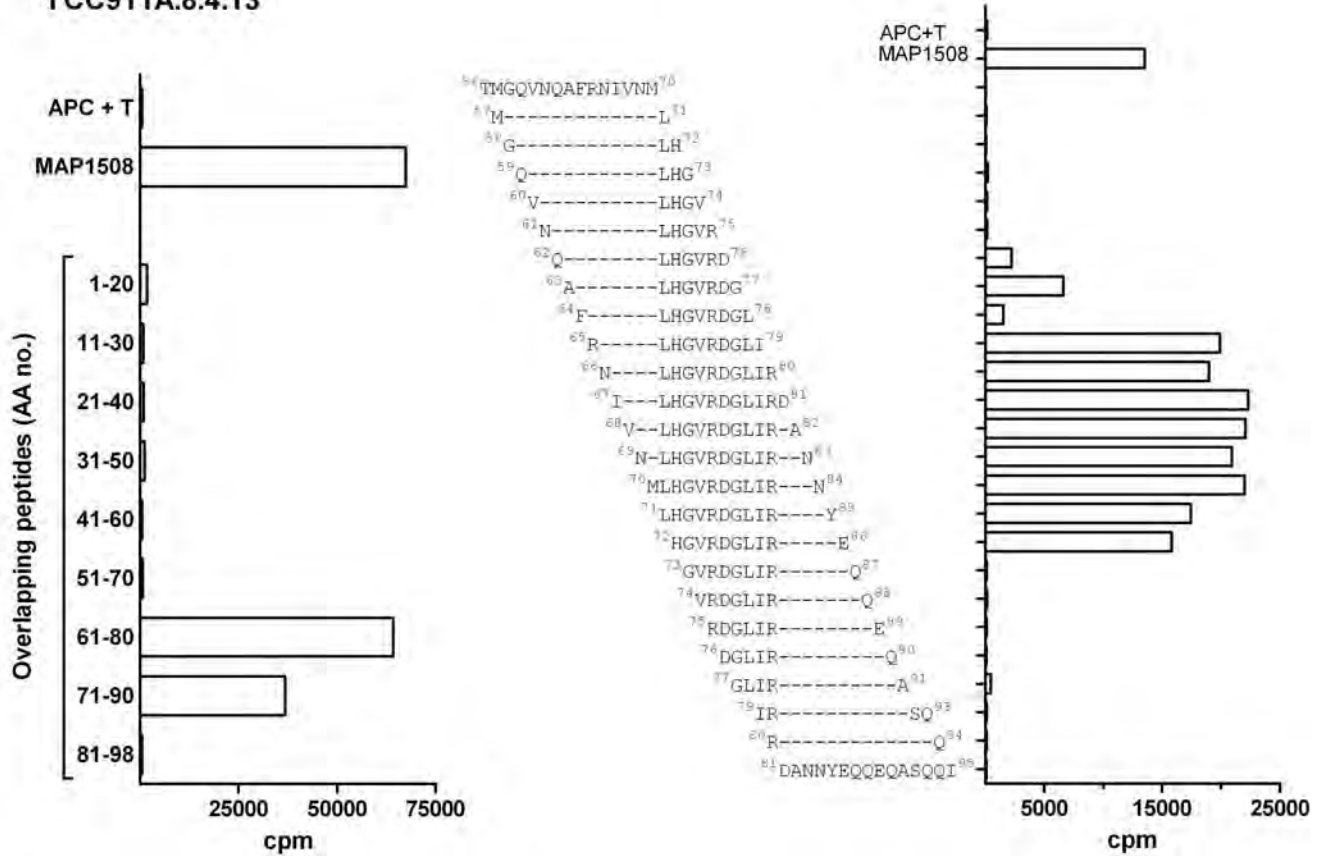 TCC911A.8.4.13
APC + T
MAP1508
1-20
11-30
21-40
31-50
41-60
51-70
61-80
71-90
81-98
Overlapping peptides (AA no.)
25000 50000 75000
cpm
⁵⁶TMGQVNQAFRNIVNM⁷⁰
⁵⁷M-------------L⁷¹
⁵⁸G------------LH⁷²
⁵⁹Q-----------LHG⁷³
⁶⁰V----------LHGV⁷⁴
⁶¹N---------LHGVR⁷⁵
⁶²Q--------LHGVRD⁷⁶
⁶³A-------LHGVRDG⁷⁷
⁶⁴F------LHGVRDGL⁷⁸
⁶⁵R-----LHGVRDGLI⁷⁹
⁶⁶N----LHGVRDGLIR⁸⁰
⁶⁷I---LHGVRDGLIRD⁸¹
⁶⁸V--LHGVRDGLIR-A⁸²
⁶⁹N-LHGVRDGLIR--N⁸³
⁷⁰MLHGVRDGLIR---N⁸⁴
⁷¹LHGVRDGLIR----Y⁸⁵
⁷²HGVRDGLIR-----E⁸⁶
⁷³GVRDGLIR------Q⁸⁷
⁷⁴VRDGLIR-------Q⁸⁸
⁷⁵RDGLIR--------E⁸⁹
⁷⁶DGLIR---------Q⁹⁰
⁷⁷GLIR----------A⁹¹
⁷⁹IR-----------SQ⁹³
⁸⁰R-------------Q⁹⁴
⁸¹DANNYEQQEQASQQI⁹⁵
APC+T
MAP1508
5000 15000 25000
cpm